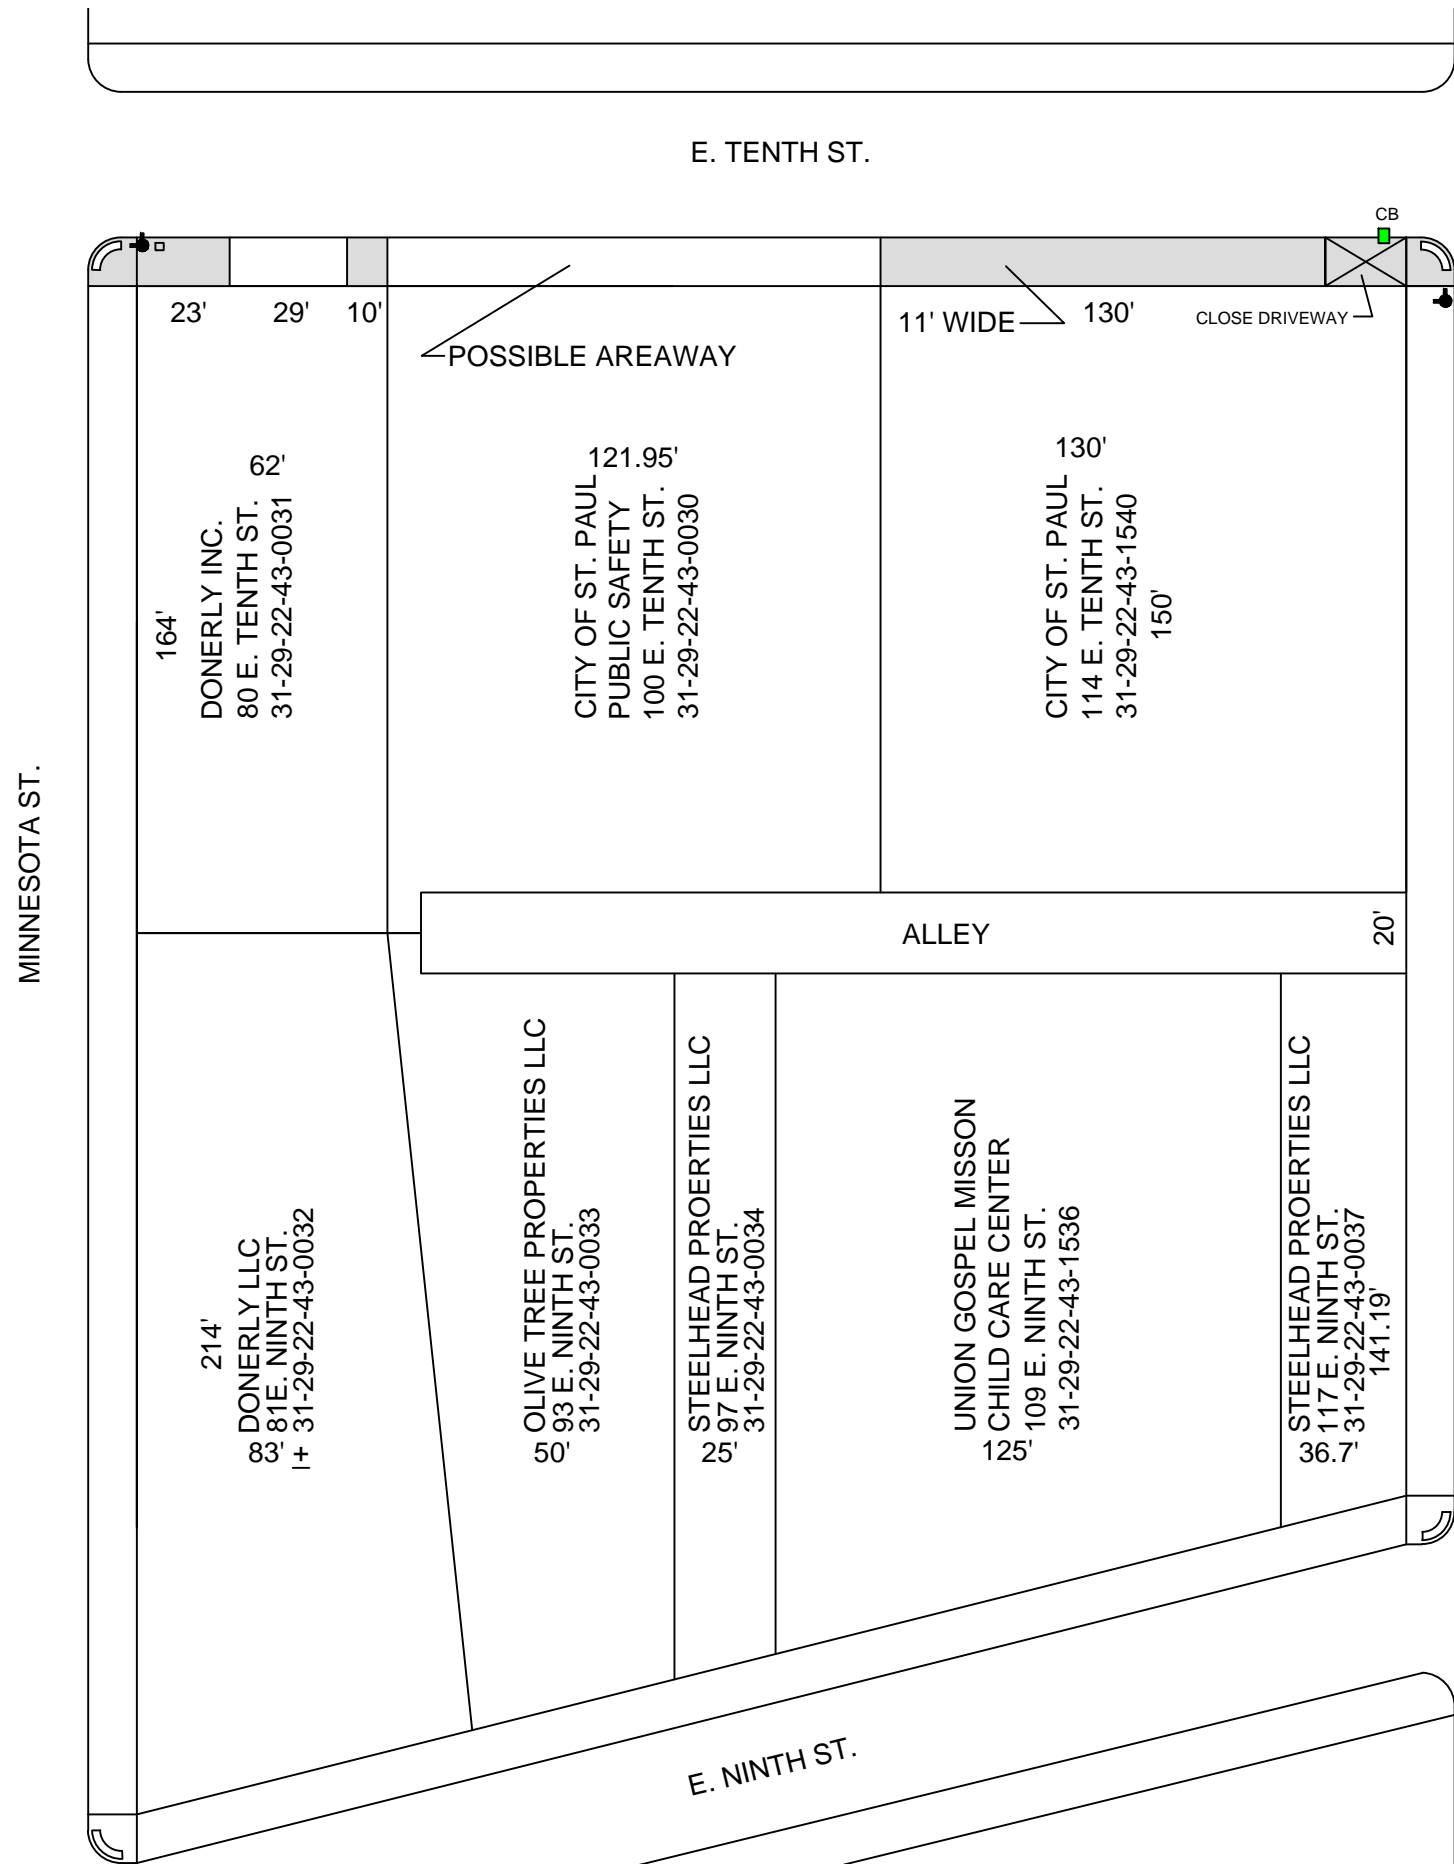 E. TENTH ST.
CB
23'
29'
10'
11' WIDE
130'
CLOSE DRIVEWAY
POSSIBLE AREAWAY
62'
164'
DONERLY INC.
80 E. TENTH ST.
31-29-22-43-0031
121.95'
CITY OF ST. PAUL
PUBLIC SAFETY
100 E. TENTH ST.
31-29-22-43-0030
130'
CITY OF ST. PAUL
114 E. TENTH ST.
31-29-22-43-1540
150'
MINNESOTA ST.
ALLEY
20'
214'
DONERLY LLC
81E. NINTH ST.
31-29-22-43-0032
83' +
OLIVE TREE PROPERTIES LLC
93 E. NINTH ST.
31-29-22-43-0033
50'
STEELHEAD PROERTIES LLC
97 E. NINTH ST.
31-29-22-43-0034
25'
UNION GOSPEL MISSON
CHILD CARE CENTER
109 E. NINTH ST.
31-29-22-43-1536
125'
STEELHEAD PROERTIES LLC
117 E. NINTH ST.
31-29-22-43-0037
141.19'
36.7'
E. NINTH ST.